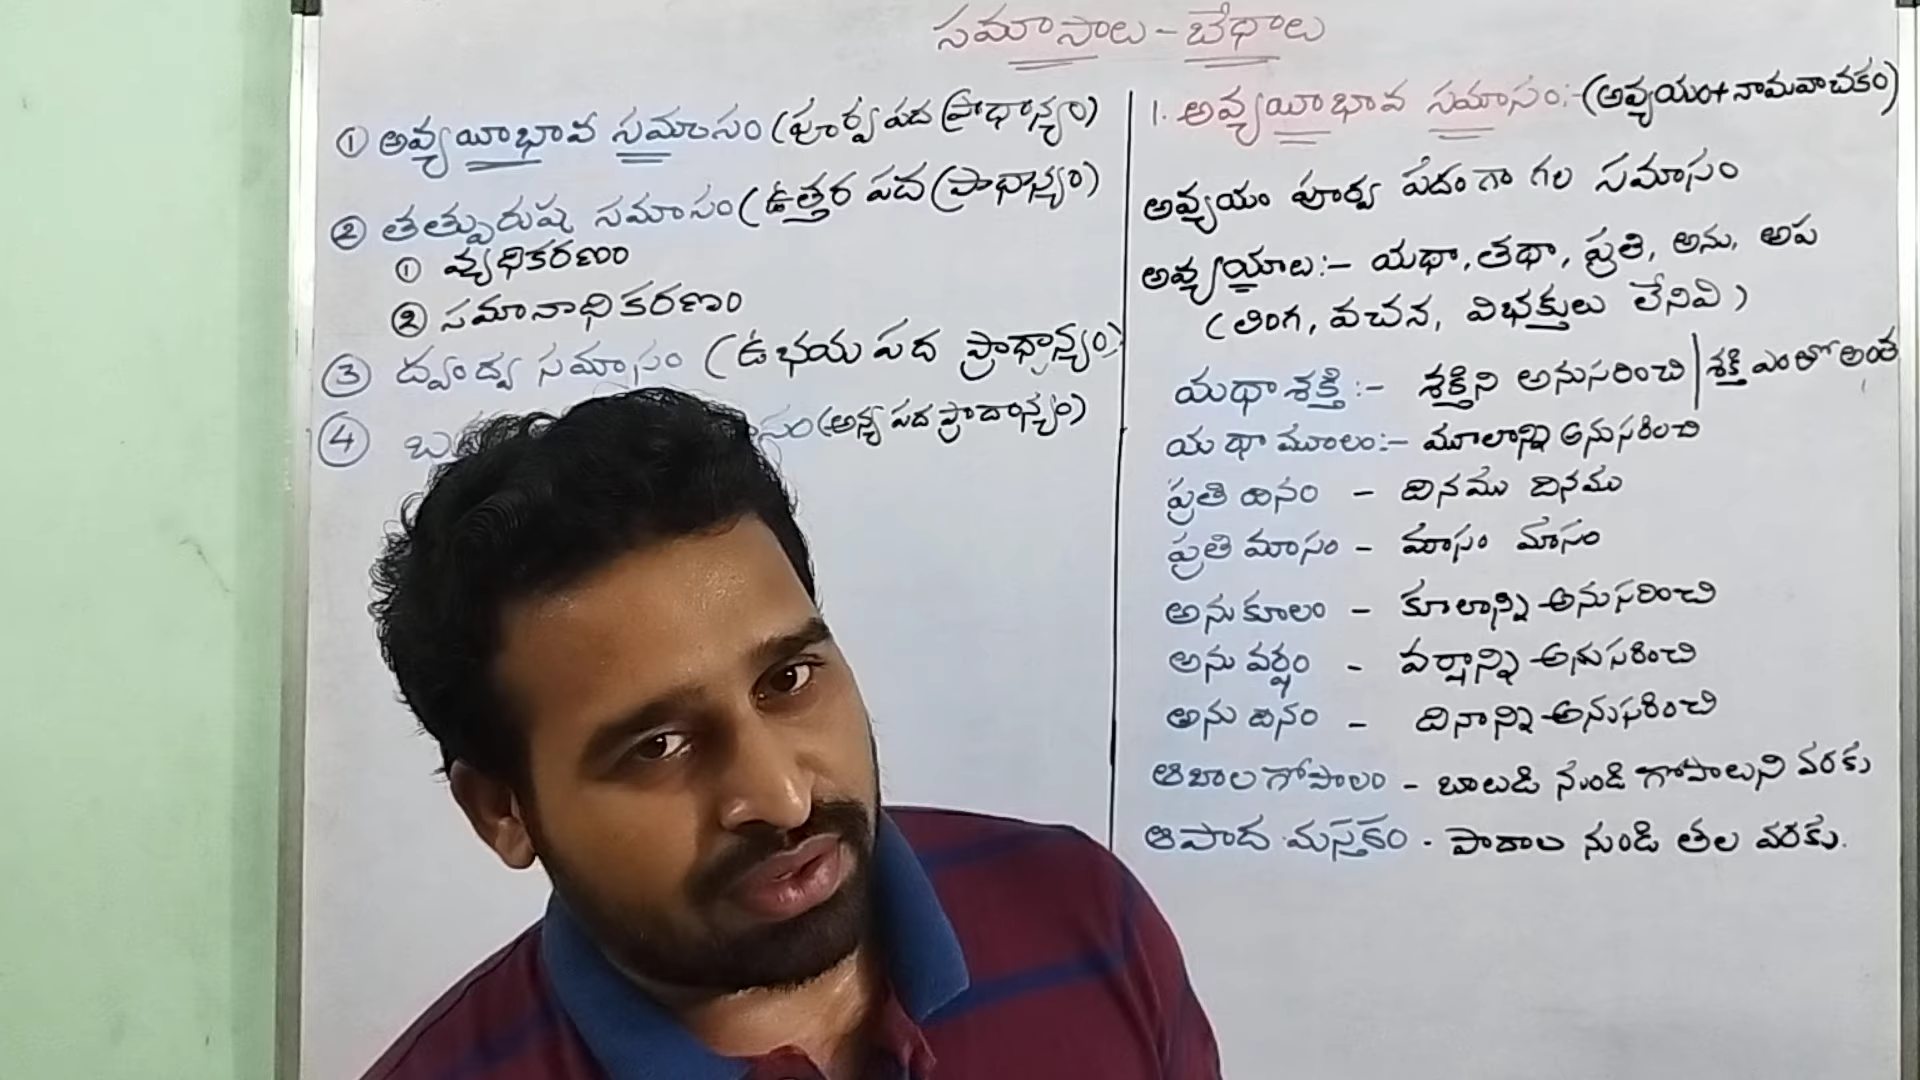 సమాసాలు - బేధాలు
① అవ్యయీభావ సమాసం (పూర్వ పద ప్రాధాన్యం)
② తత్పురుష సమాసం (ఉత్తర పద ప్రాధాన్యం)
① వ్యధికరణం
② సమానాధికరణం
③ ద్వంద్వ సమాసం (ఉభయ పద ప్రాధాన్యం)
④ (అన్య పద ప్రాదాన్యం)
1. అవ్యయీభావ సమాసం:- (అవ్యయం + నామవాచకం)
అవ్యయం పూర్వ పదం గా గల సమాసం
అవ్యయాలు:- యథా, తథా, ప్రతి, అను, అప
(లింగ, వచన, విభక్తులు లేనివి)
యథాశక్తి:- శక్తిని అనుసరించి | శక్తి ఎంతో అంత
యథా మూలం:- మూలాన్ని అనుసరించి
ప్రతి దినం - దినము దినము
ప్రతి మాసం - మాసం మాసం
అనుకూలం - కూలాన్ని అనుసరించి
అను వర్షం - వర్షాన్ని అనుసరించి
అను దినం - దినాన్ని అనుసరించి
ఆబాలగోపాలం - బాలుడి నుండి గోపాలుని వరకు
ఆపాద మస్తకం - పాదాల నుండి తల వరకు.